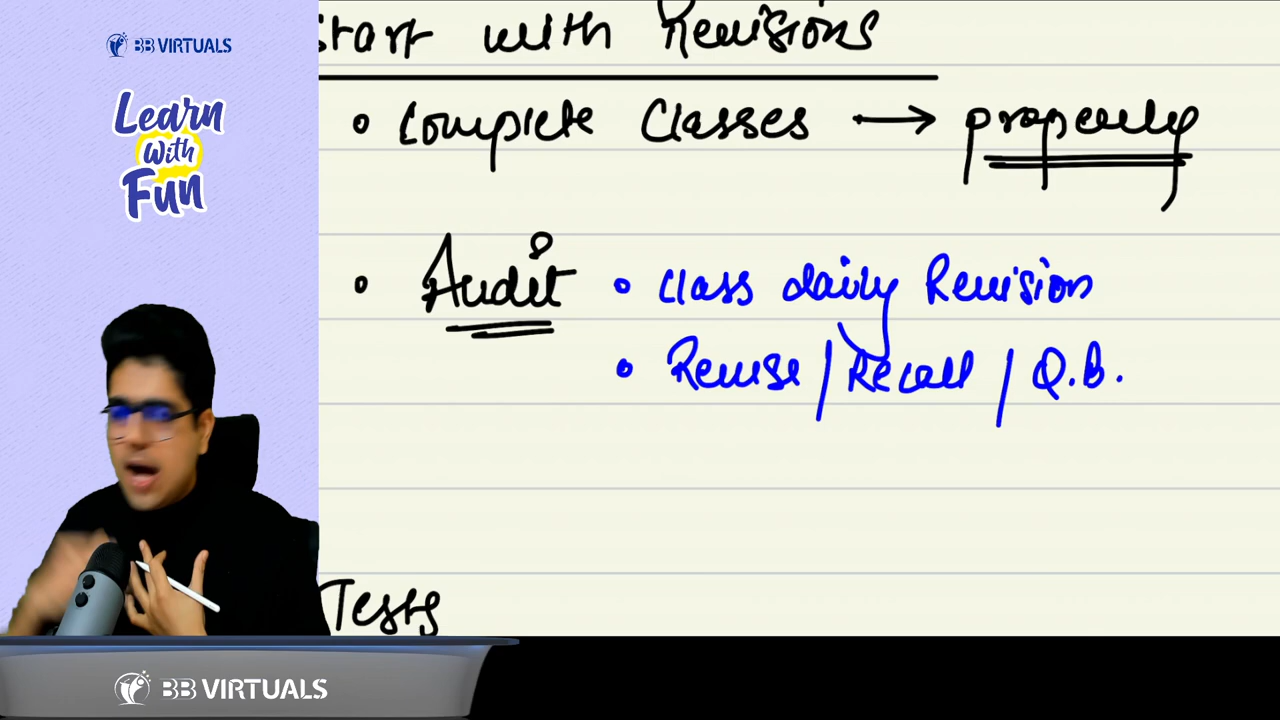 BB VIRTUALS
Learn
With
Fun
Start with Revisions
• Complete Classes → properly
• Audit • Class daily Revision
• Revise / Recall / Q.B.
Tests
BB VIRTUALS